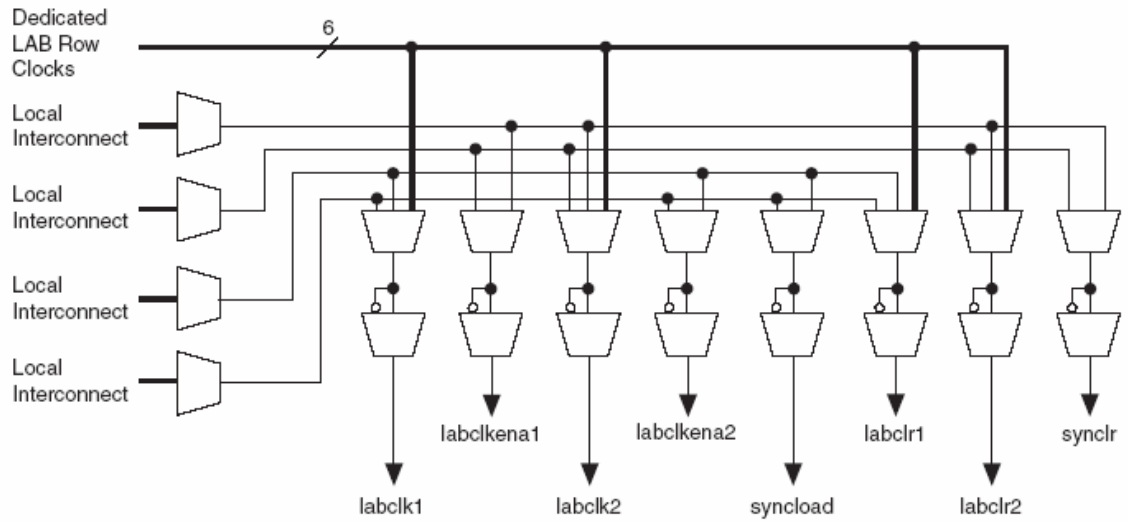 Dedicated
LAB Row
Clocks
6
Local
Interconnect
Local
Interconnect
Local
Interconnect
Local
Interconnect
labclkena1
labclkena2
labclr1
synclr
labclk1
labclk2
syncload
labclr2